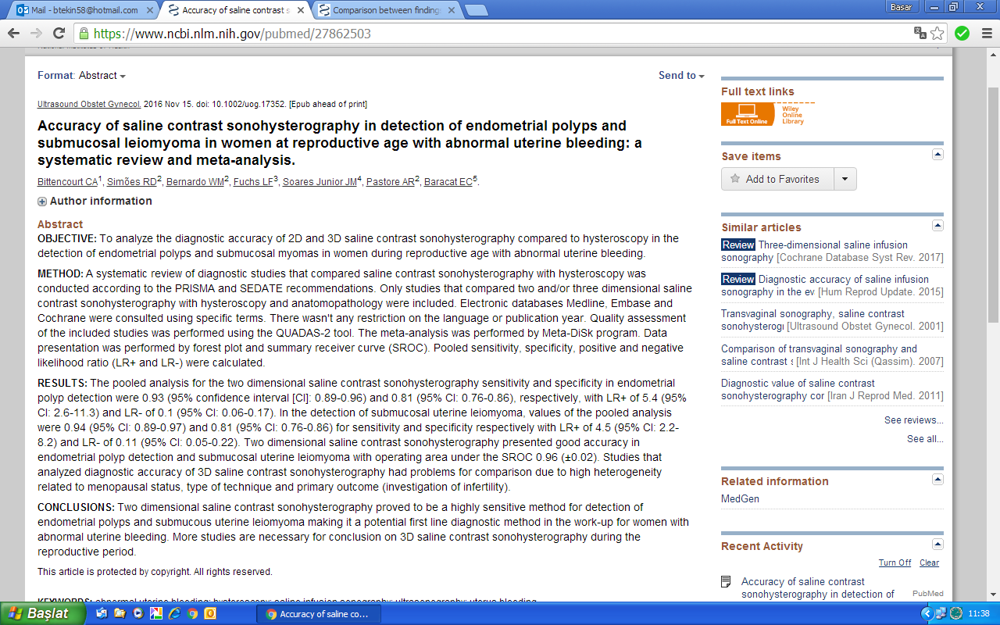 Mail - btekin58@hotmail.com
Accuracy of saline contrast s
Comparison between finding
Basar
https://www.ncbi.nlm.nih.gov/pubmed/27862503
Format: Abstract
Send to
Ultrasound Obstet Gynecol. 2016 Nov 15. doi: 10.1002/uog.17352. [Epub ahead of print]
Accuracy of saline contrast sonohysterography in detection of endometrial polyps and
submucosal leiomyoma in women at reproductive age with abnormal uterine bleeding: a
systematic review and meta-analysis.
Bittencourt CA1, Simões RD2, Bernardo WM2, Fuchs LF3, Soares Junior JM4, Pastore AR2, Baracat EC5.
Author information
Abstract
OBJECTIVE: To analyze the diagnostic accuracy of 2D and 3D saline contrast sonohysterography compared to hysteroscopy in the
detection of endometrial polyps and submucosal myomas in women during reproductive age with abnormal uterine bleeding.
METHOD: A systematic review of diagnostic studies that compared saline contrast sonohysterography with hysteroscopy was
conducted according to the PRISMA and SEDATE recommendations. Only studies that compared two and/or three dimensional saline
contrast sonohysterography with hysteroscopy and anatomopathology were included. Electronic databases Medline, Embase and
Cochrane were consulted using specific terms. There wasn't any restriction on the language or publication year. Quality assessment
of the included studies was performed using the QUADAS-2 tool. The meta-analysis was performed by Meta-DiSk program. Data
presentation was performed by forest plot and summary receiver curve (SROC). Pooled sensitivity, specificity, positive and negative
likelihood ratio (LR+ and LR-) were calculated.
RESULTS: The pooled analysis for the two dimensional saline contrast sonohysterography sensitivity and specificity in endometrial
polyp detection were 0.93 (95% confidence interval [CI]: 0.89-0.96) and 0.81 (95% CI: 0.76-0.86), respectively, with LR+ of 5.4 (95%
CI: 2.6-11.3) and LR- of 0.1 (95% CI: 0.06-0.17). In the detection of submucosal uterine leiomyoma, values of the pooled analysis
were 0.94 (95% CI: 0.89-0.97) and 0.81 (95% CI: 0.76-0.86) for sensitivity and specificity respectively with LR+ of 4.5 (95% CI: 2.2-
8.2) and LR- of 0.11 (95% CI: 0.05-0.22). Two dimensional saline contrast sonohysterography presented good accuracy in
endometrial polyp detection and submucosal uterine leiomyoma with operating area under the SROC 0.96 (±0.02). Studies that
analyzed diagnostic accuracy of 3D saline contrast sonohysterography had problems for comparison due to high heterogeneity
related to menopausal status, type of technique and primary outcome (investigation of infertility).
CONCLUSIONS: Two dimensional saline contrast sonohysterography proved to be a highly sensitive method for detection of
endometrial polyps and submucous uterine leiomyoma making it a potential first line diagnostic method in the work-up for women with
abnormal uterine bleeding. More studies are necessary for conclusion on 3D saline contrast sonohysterography during the
reproductive period.
This article is protected by copyright. All rights reserved.
KEYWORDS: abnormal uterine bleeding; hysteroscopy; saline infusion sonography; ultrasonography; uterus bleeding
Full text links
Full Text Online
Wiley
Online
Library
Save items
Add to Favorites
Similar articles
Review Three-dimensional saline infusion
sonography [Cochrane Database Syst Rev. 2017]
Review Diagnostic accuracy of saline infusion
sonography in the ev [Hum Reprod Update. 2015]
Transvaginal sonography, saline contrast
sonohysterogr [Ultrasound Obstet Gynecol. 2001]
Comparison of transvaginal sonography and
saline contrast s [Int J Health Sci (Qassim). 2007]
Diagnostic value of saline contrast
sonohysterography cor [Iran J Reprod Med. 2011]
See reviews...
See all...
Related information
MedGen
Recent Activity
Turn Off Clear
Accuracy of saline contrast
sonohysterography in detection of
PubMed
Başlat
Accuracy of saline co...
11:38